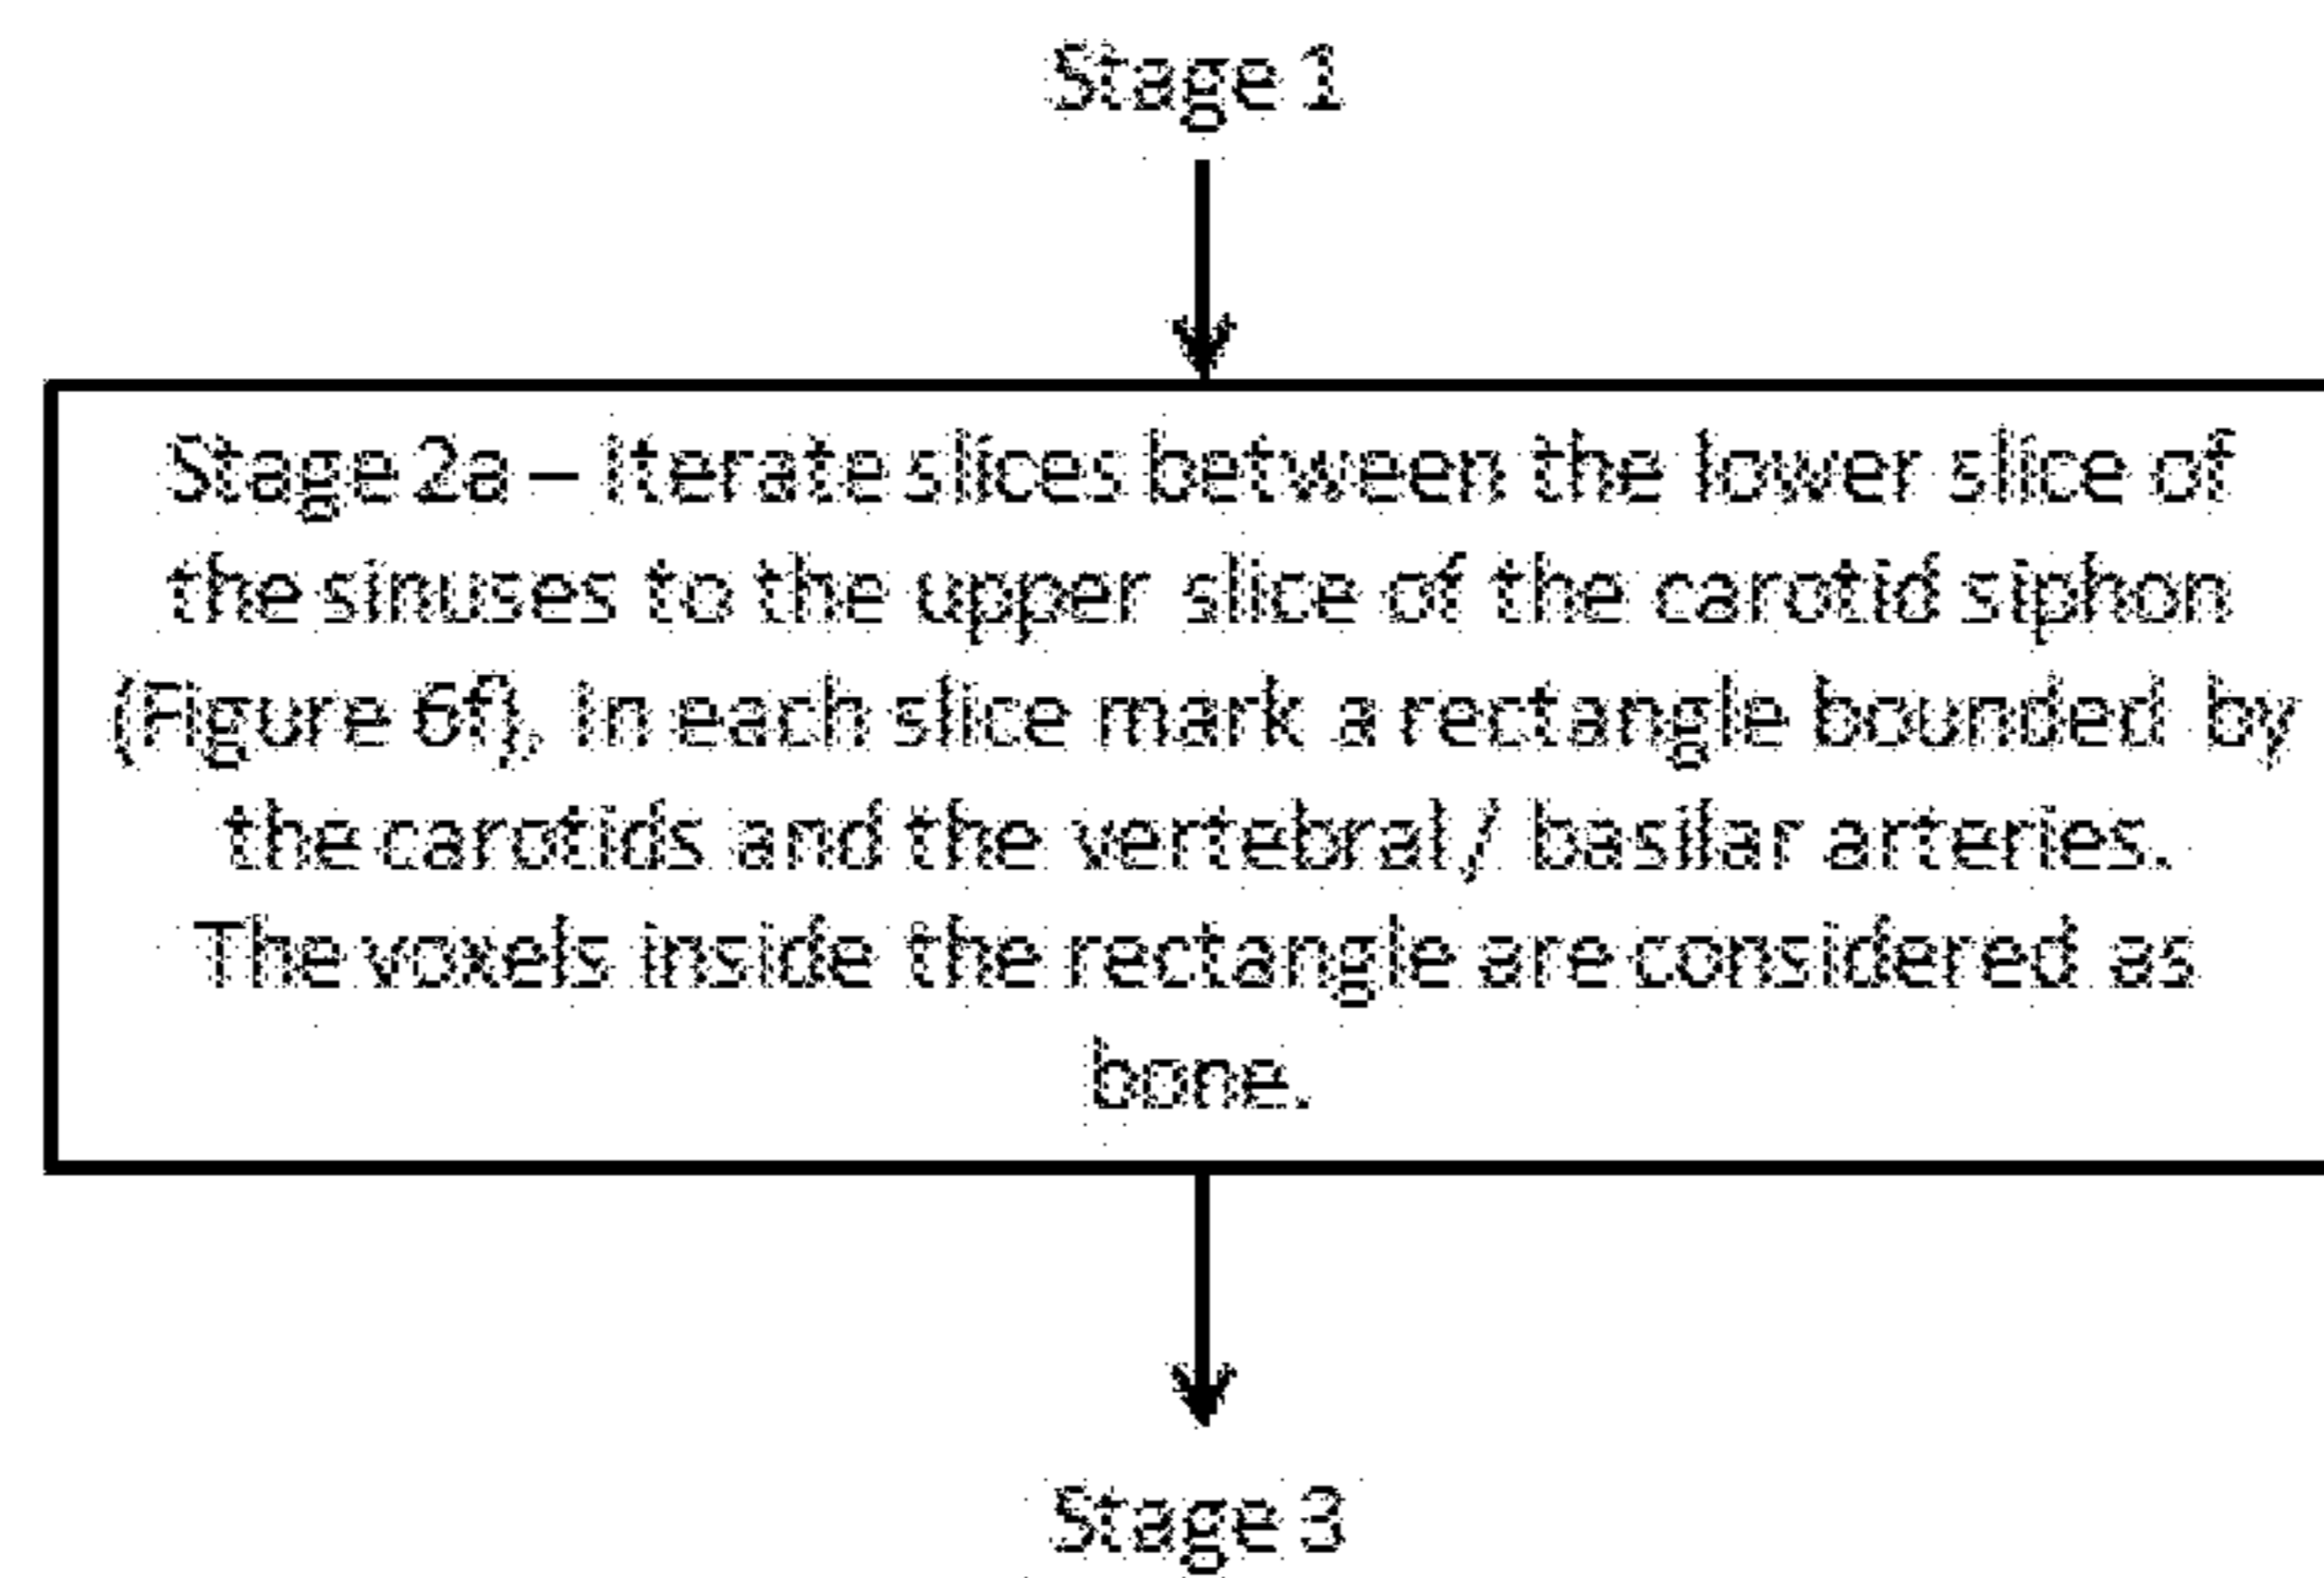 Stage 1
Stage 2a – Iterate slices between the lower slice of
the sinuses to the upper slice of the carotid siphon
(Figure 6f), in each slice mark a rectangle bounded by
the carotids and the vertebral / basilar arteries.
The voxels inside the rectangle are considered as
bone.
Stage 3